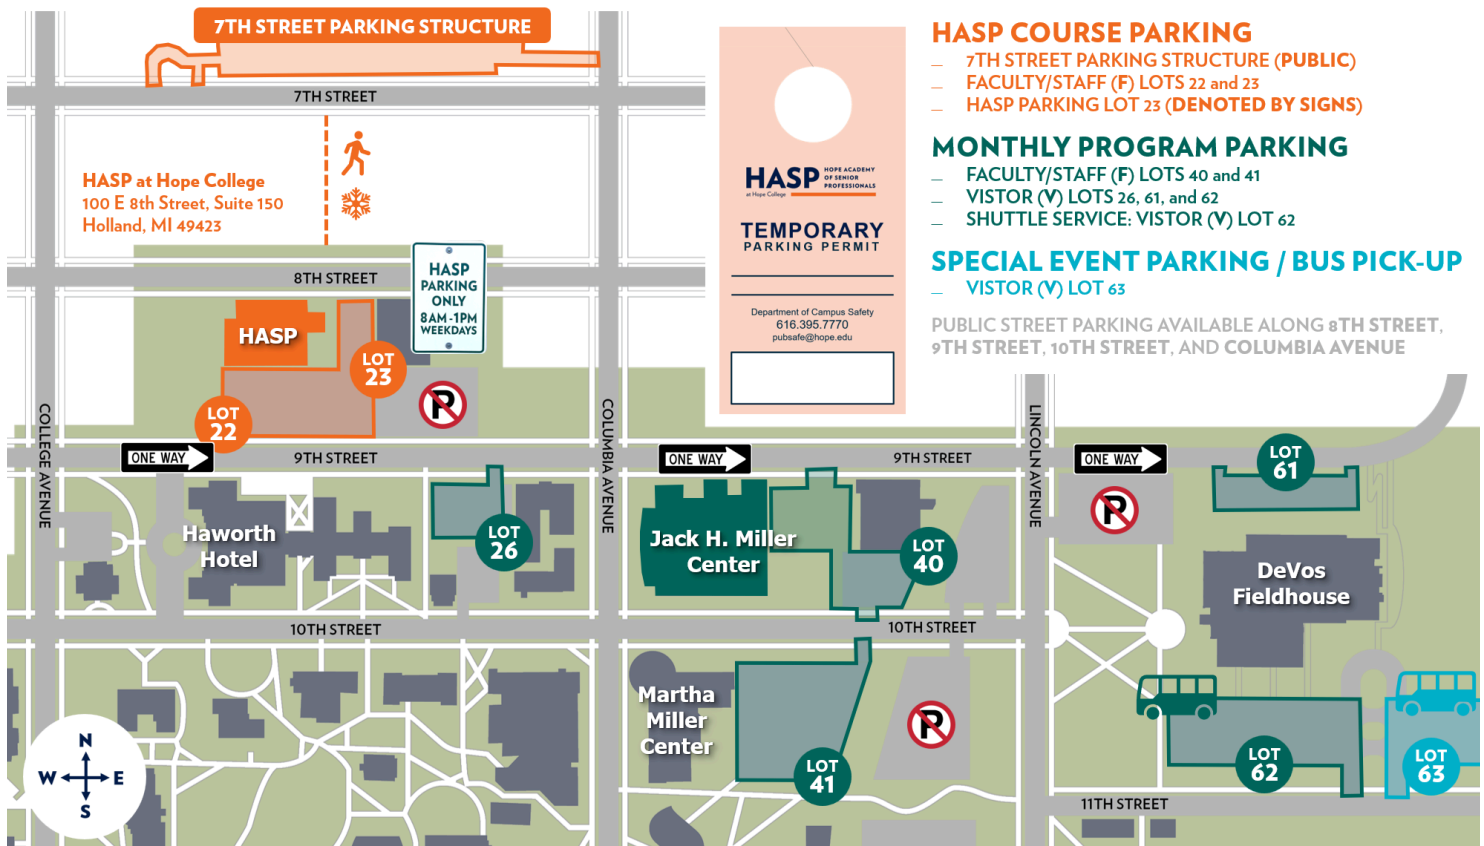 7TH STREET PARKING STRUCTURE
7TH STREET
HASP at Hope College
100 E 8th Street, Suite 150
Holland, MI 49423
8TH STREET
HASP
PARKING
ONLY
8AM-1PM
WEEKDAYS
HASP
LOT
23
LOT
22
P
COLLEGE AVENUE
COLUMBIA AVENUE
ONE WAY
9TH STREET
Haworth
Hotel
LOT
26
10TH STREET
N
W E
S
HASP
HOPE ACADEMY
OF SENIOR
PROFESSIONALS
at Hope College
TEMPORARY
PARKING PERMIT
Department of Campus Safety
616.395.7770
pubsafe@hope.edu
HASP COURSE PARKING
— 7TH STREET PARKING STRUCTURE (PUBLIC)
— FACULTY/STAFF (F) LOTS 22 and 23
— HASP PARKING LOT 23 (DENOTED BY SIGNS)
MONTHLY PROGRAM PARKING
— FACULTY/STAFF (F) LOTS 40 and 41
— VISTOR (V) LOTS 26, 61, and 62
— SHUTTLE SERVICE: VISTOR (V) LOT 62
SPECIAL EVENT PARKING / BUS PICK-UP
— VISTOR (V) LOT 63
PUBLIC STREET PARKING AVAILABLE ALONG 8TH STREET,
9TH STREET, 10TH STREET, AND COLUMBIA AVENUE
ONE WAY
9TH STREET
LINCOLN AVENUE
ONE WAY
P
LOT
61
Jack H. Miller
Center
LOT
40
DeVos
Fieldhouse
10TH STREET
Martha
Miller
Center
LOT
41
P
LOT
62
LOT
63
11TH STREET